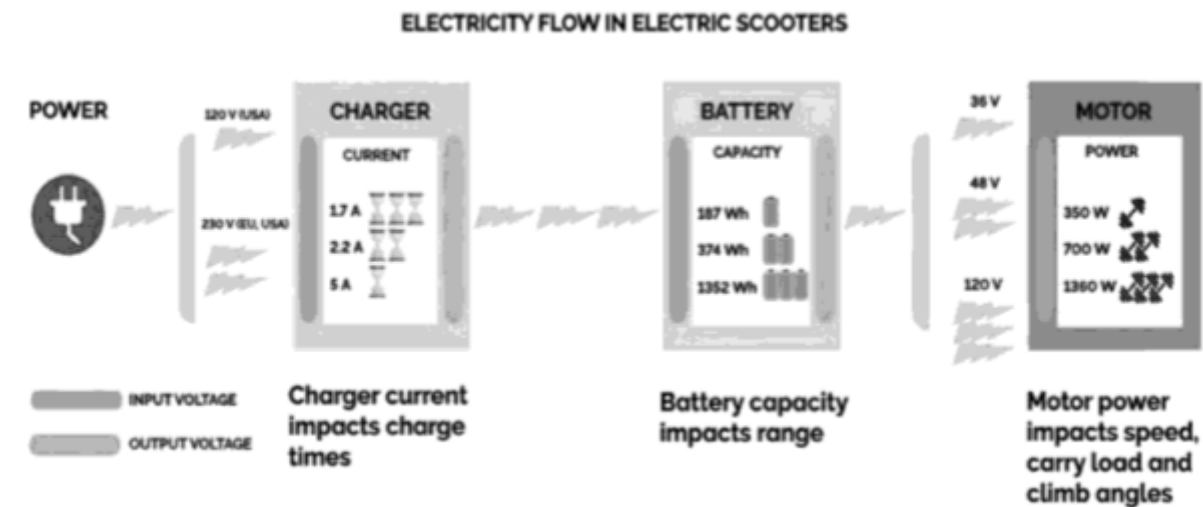 ELECTRICITY FLOW IN ELECTRIC SCOOTERS
POWER
120 V (USA)
230 V (EU, USA)
CHARGER
CURRENT
1.7 A
2.2 A
5 A
BATTERY
CAPACITY
187 Wh
374 Wh
1352 Wh
36 V
48 V
120 V
MOTOR
POWER
350 W
700 W
1360 W
INPUT VOLTAGE
OUTPUT VOLTAGE
Charger current
impacts charge
times
Battery capacity
impacts range
Motor power
impacts speed,
carry load and
climb angles